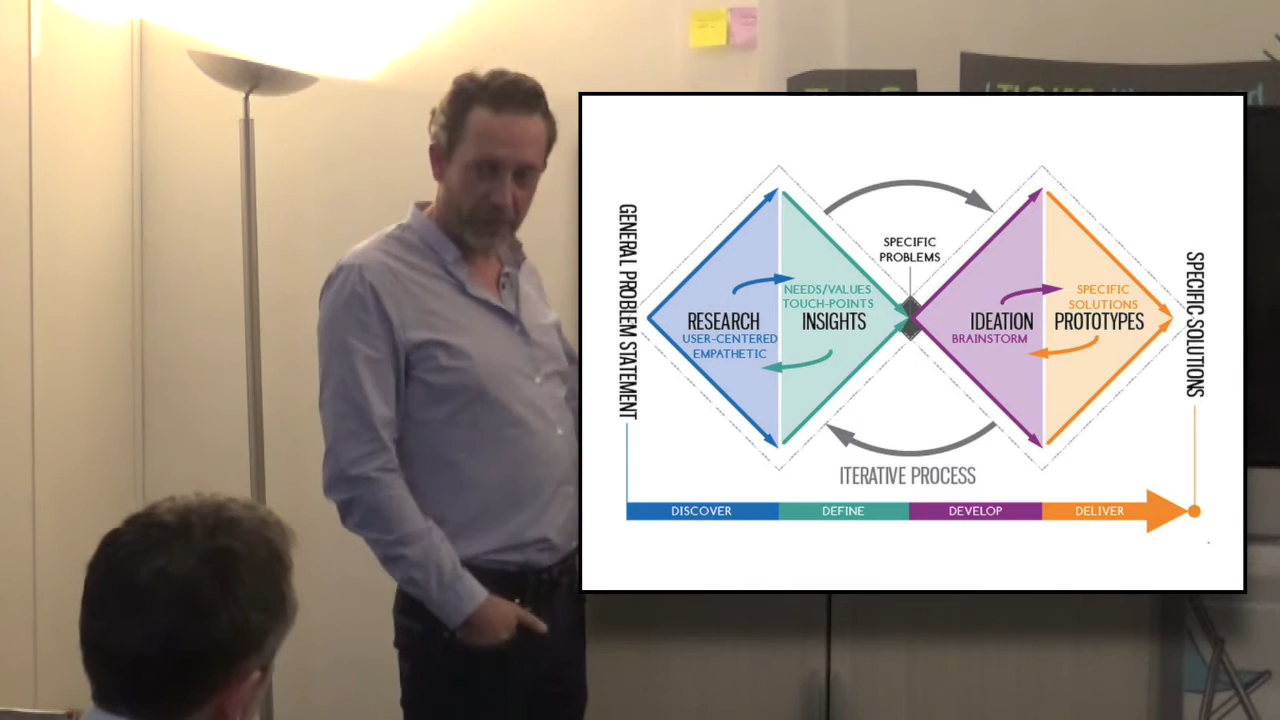 GENERAL PROBLEM STATEMENT
SPECIFIC
PROBLEMS
RESEARCH
USER-CENTERED
EMPATHETIC
NEEDS/VALUES
TOUCH-POINTS
INSIGHTS
IDEATION
BRAINSTORM
SPECIFIC
SOLUTIONS
PROTOTYPES
SPECIFIC SOLUTIONS
ITERATIVE PROCESS
DISCOVER
DEFINE
DEVELOP
DELIVER